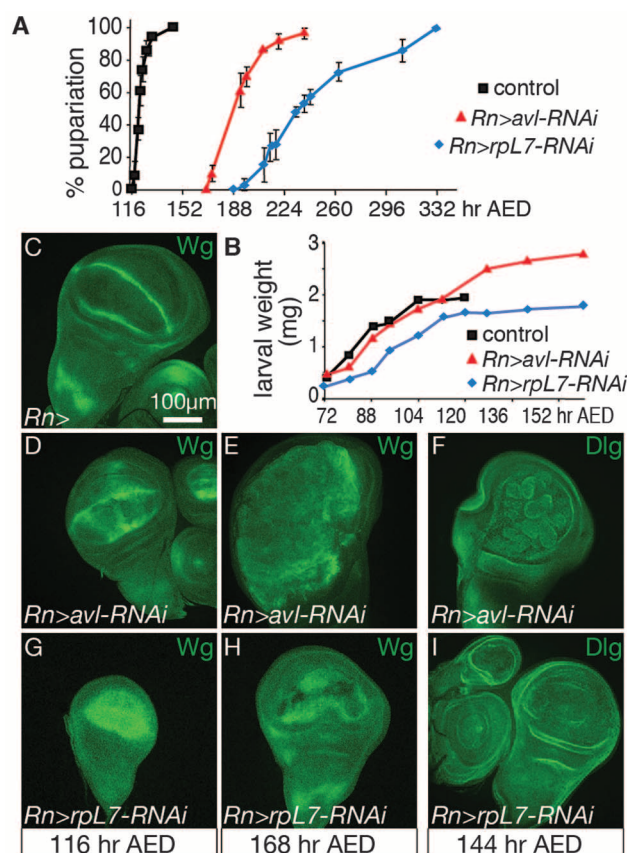 A
% pupariation
100
80
60
40
20
0
116 152 188 224 260 296 332 hr AED
control
Rn>avl-RNAi
Rn>rpL7-RNAi
C Wg
Rn>
100µm
B
larval weight
(mg)
3
2
1
0
72 88 104 120 136 152 hr AED
control
Rn>avl-RNAi
Rn>rpL7-RNAi
D Wg
Rn>avl-RNAi
E Wg
Rn>avl-RNAi
F Dlg
Rn>avl-RNAi
G Wg
Rn>rpL7-RNAi
H Wg
Rn>rpL7-RNAi
I Dlg
Rn>rpL7-RNAi
116 hr AED
168 hr AED
144 hr AED